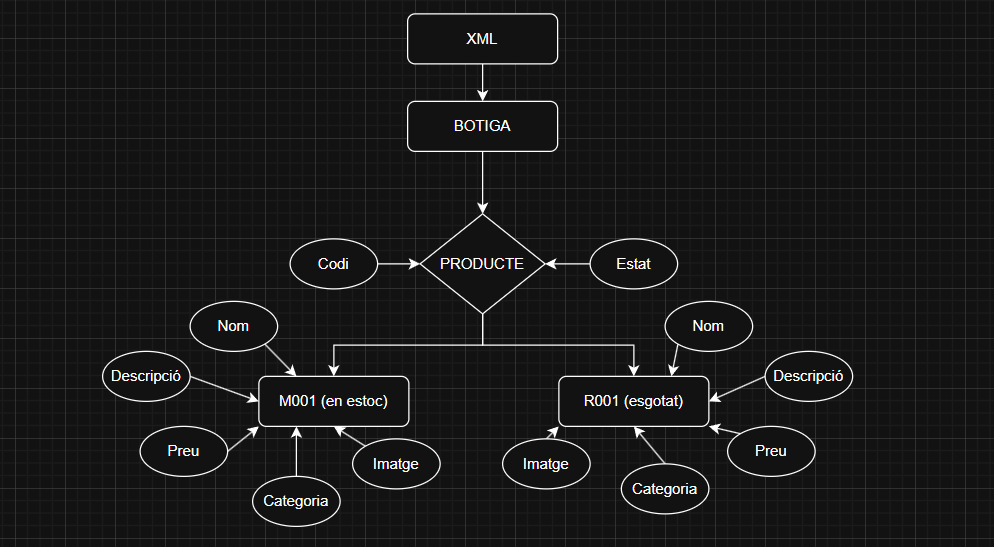 XML
BOTIGA
Codi
PRODUCTE
Estat
Nom
Nom
Descripció
Descripció
M001 (en estoc)
R001 (esgotat)
Preu
Imatge
Imatge
Preu
Categoria
Categoria